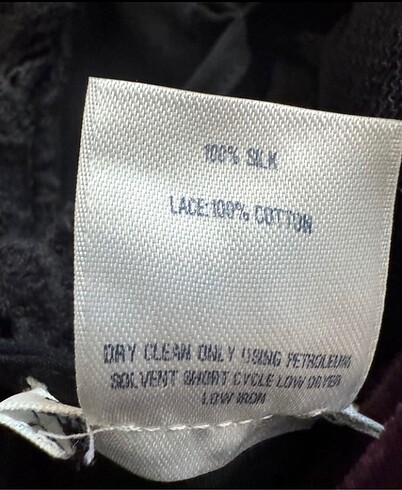 100% SILK
LACE:100% COTTON
DRY CLEAN ONLY USING PETROLEUM
SOLVENT SHORT CYCLE LOW DRYER
LOW IRON